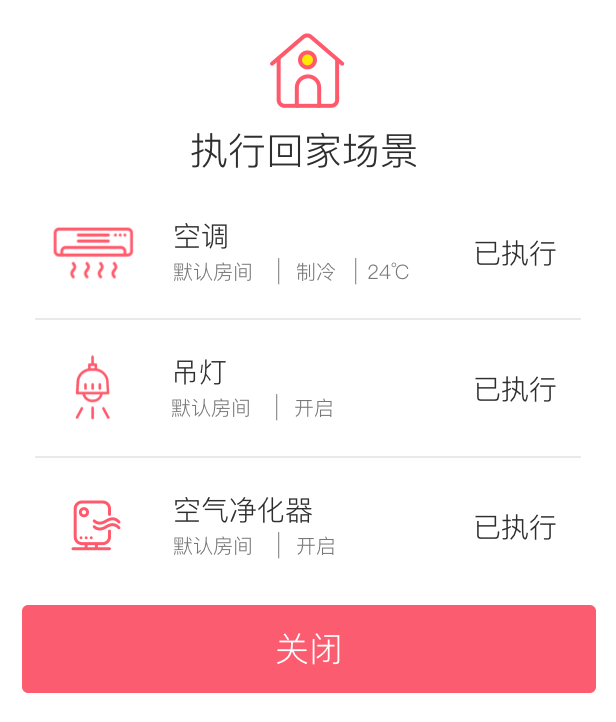 执行回家场景
空调
默认房间 | 制冷 | 24℃
已执行
吊灯
默认房间 | 开启
已执行
空气净化器
默认房间 | 开启
已执行
关闭